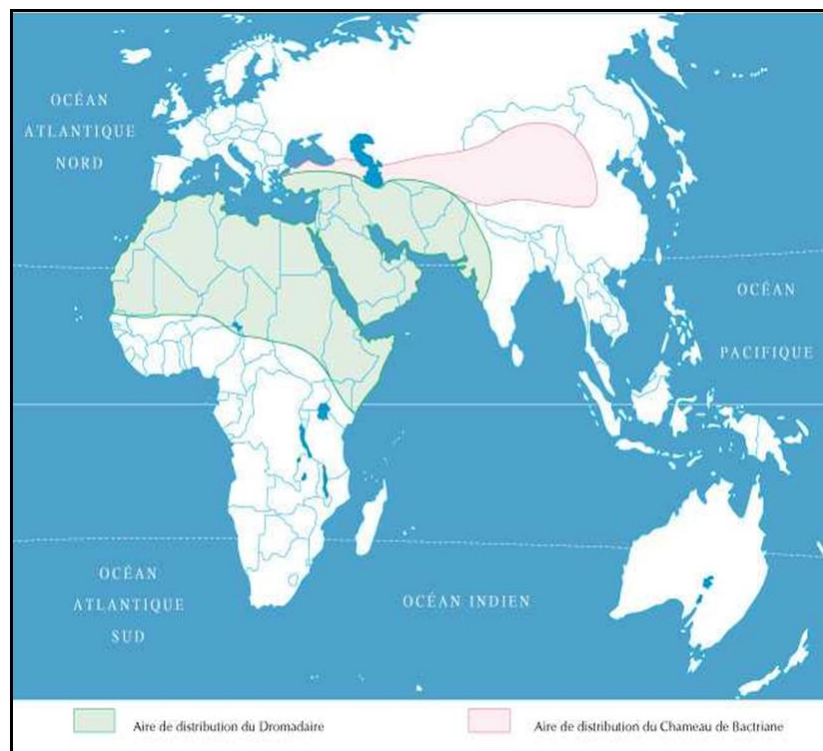 OCÉAN
ATLANTIQUE
NORD
OCÉAN
PACIFIQUE
OCÉAN
ATLANTIQUE
SUD
OCÉAN INDIEN
Aire de distribution du Dromadaire
Aire de distribution du Chameau de Bactriane